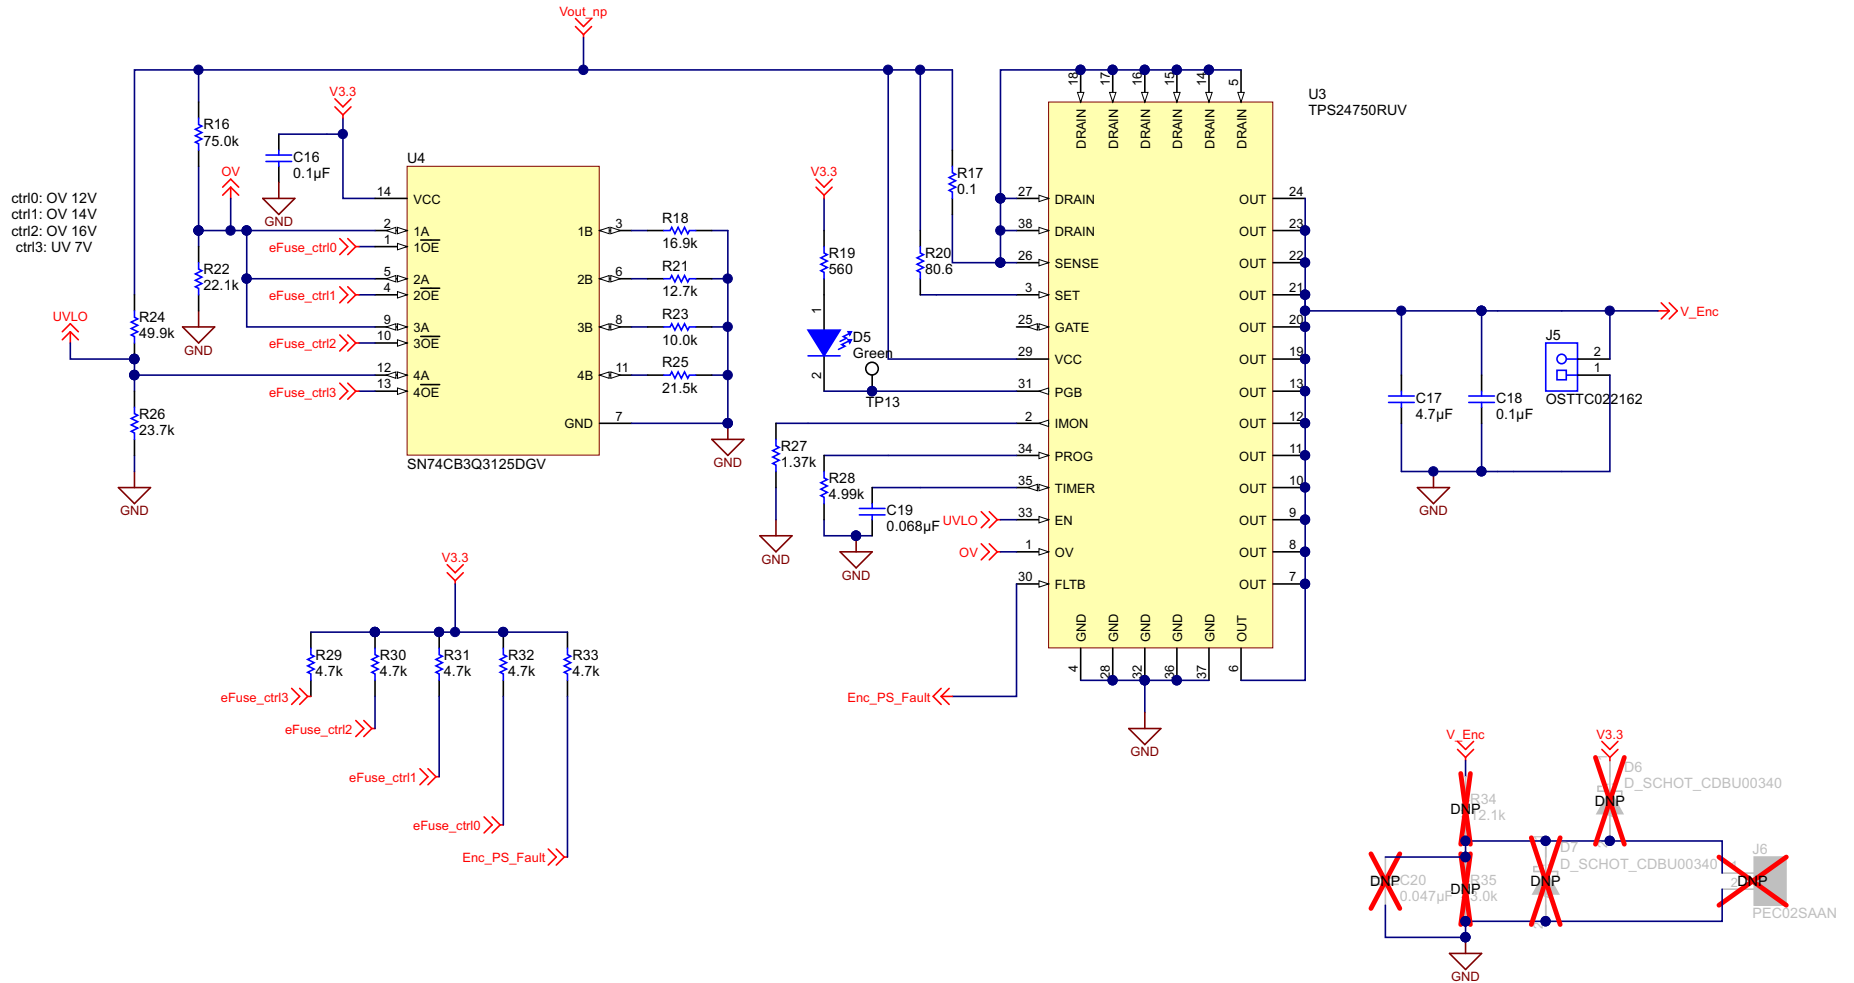 Vout_np
V3.3
R16
75.0k
C16
0.1µF
GND
OV
ctrl0: OV 12V
ctrl1: OV 14V
ctrl2: OV 16V
ctrl3: UV 7V
U4
14 VCC
2 1A
eFuse_ctrl0 1 1OE
5 2A
eFuse_ctrl1 4 2OE
9 3A
eFuse_ctrl2 10 3OE
12 4A
eFuse_ctrl3 13 4OE
1B 3
2B 6
3B 8
4B 11
GND 7
SN74CB3Q3125DGV
R18
16.9k
R21
12.7k
R23
10.0k
R25
21.5k
GND
R22
22.1k
GND
UVLO
R24
49.9k
R26
23.7k
GND
V3.3
R19
560
1
D5
Green
2
TP13
R17
0.1
R20
80.6
R27
1.37k
GND
R28
4.99k
C19
0.068µF
GND
UVLO
OV
Enc_PS_Fault
U3
TPS24750RUV
18 17 16 15 14 5
DRAIN DRAIN DRAIN DRAIN DRAIN DRAIN
27 DRAIN
38 DRAIN
26 SENSE
3 SET
25 GATE
29 VCC
31 PGB
2 IMON
34 PROG
35 TIMER
33 EN
1 OV
30 FLTB
OUT 24
OUT 23
OUT 22
OUT 21
OUT 20
OUT 19
OUT 13
OUT 12
OUT 11
OUT 10
OUT 9
OUT 8
OUT 7
GND GND GND GND GND OUT
4 28 32 36 37 6
GND
V_Enc
C17
4.7µF
C18
0.1µF
J5
2
1
OSTTC022162
GND
V3.3
R29
4.7k
R30
4.7k
R31
4.7k
R32
4.7k
R33
4.7k
eFuse_ctrl3
eFuse_ctrl2
eFuse_ctrl1
eFuse_ctrl0
Enc_PS_Fault
V_Enc
V3.3
D6
D_SCHOT_CDBU00340
DNP
R34
12.1k
DNP
D7
D_SCHOT_CDBU00340
DNP
C20
0.047µF
DNP
R35
3.0k
DNP
J6
DNP
PEC02SAAN
GND